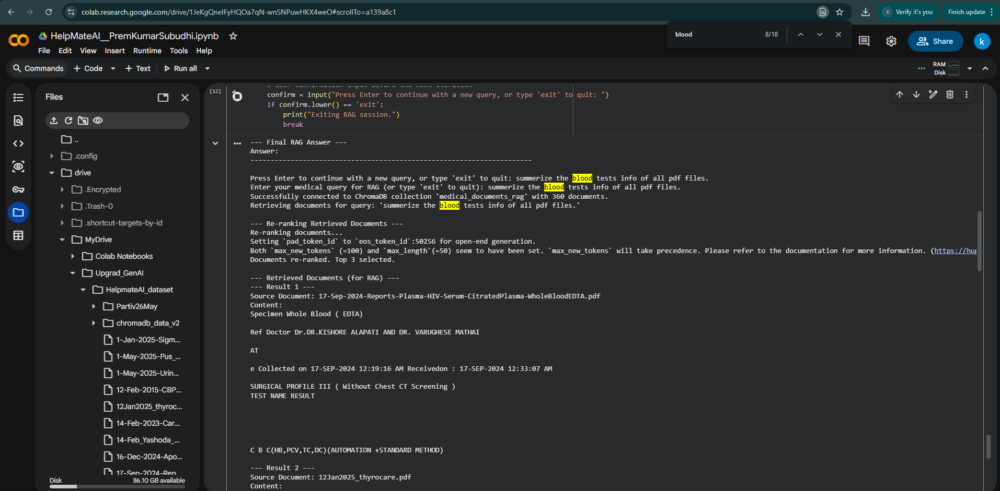 colab.research.google.com/drive/1JeKgQnelFyHQOa7qN-wnSNPuwHKX4weO#scrollTo=a139a8c1
Verify it's you
Finish update
blood
8/18
HelpMateAI__PremKumarSubudhi.ipynb
File Edit View Insert Runtime Tools Help
Share
k
Commands
+ Code
+ Text
Run all
RAM
Disk
Files
..
.config
drive
.Encrypted
.Trash-0
.shortcut-targets-by-id
MyDrive
Colab Notebooks
Upgrad_GenAI
HelpmateAI_dataset
Partiv26May
chromadb_data_v2
1-Jan-2025-Sigm...
1-May-2025-Pus_...
1-May-2025-Urin...
12-Feb-2015-CBP...
12Jan2025_thyroc...
14-Feb-2023-Car...
14-Feb_Yashoda_...
16-Dec-2024-Apo...
17-Sep-2024-Rep
Disk
86.10 GB available
[12]
# User confirmation input before the next iteration
confirm = input("Press Enter to continue with a new query, or type 'exit' to quit: ")
if confirm.lower() == 'exit':
print("Exiting RAG session.")
break
--- Final RAG Answer ---
Answer:
----------------------------------------------------------------------
Press Enter to continue with a new query, or type 'exit' to quit: summerize the blood tests info of all pdf files.
Enter your medical query for RAG (or type 'exit' to quit): summerize the blood tests info of all pdf files.
Successfully connected to ChromaDB collection 'medical_documents_rag' with 360 documents.
Retrieving documents for query: 'summerize the blood tests info of all pdf files.'
--- Re-ranking Retrieved Documents ---
Re-ranking documents...
Setting `pad_token_id` to `eos_token_id`:50256 for open-end generation.
Both `max_new_tokens` (=100) and `max_length`(=50) seem to have been set. `max_new_tokens` will take precedence. Please refer to the documentation for more information. (https://hug
Documents re-ranked. Top 3 selected.
--- Retrieved Documents (for RAG) ---
--- Result 1 ---
Source Document: 17-Sep-2024-Reports-Plasma-HIV-Serum-CitratedPlasma-WholeBloodEDTA.pdf
Content:
Specimen Whole Blood ( EDTA)
Ref Doctor Dr.DR.KISHORE ALAPATI AND DR. VARUGHESE MATHAI
AT
e Collected on 17-SEP-2024 12:19:16 AM Receivedon : 17-SEP-2024 12:33:07 AM
SURGICAL PROFILE III ( Without Chest CT Screening )
TEST NAME RESULT
C B C(HB,PCV,TC,DC)(AUTOMATION +STANDARD METHOD)
--- Result 2 ---
Source Document: 12Jan2025_thyrocare.pdf
Content: